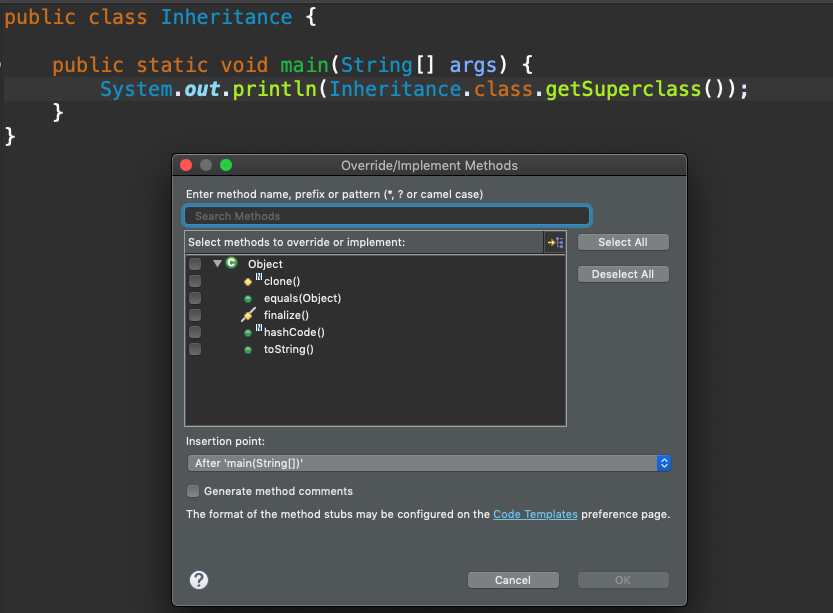 public class Inheritance {
public static void main(String[] args) {
System.out.println(Inheritance.class.getSuperclass());
}
}
Override/Implement Methods
Enter method name, prefix or pattern (*, ? or camel case)
Search Methods
Select methods to override or implement:
Select All
Deselect All
C Object
N clone()
equals(Object)
finalize()
N hashCode()
toString()
Insertion point:
After 'main(String[])'
Generate method comments
The format of the method stubs may be configured on the Code Templates preference page.
?
Cancel
OK